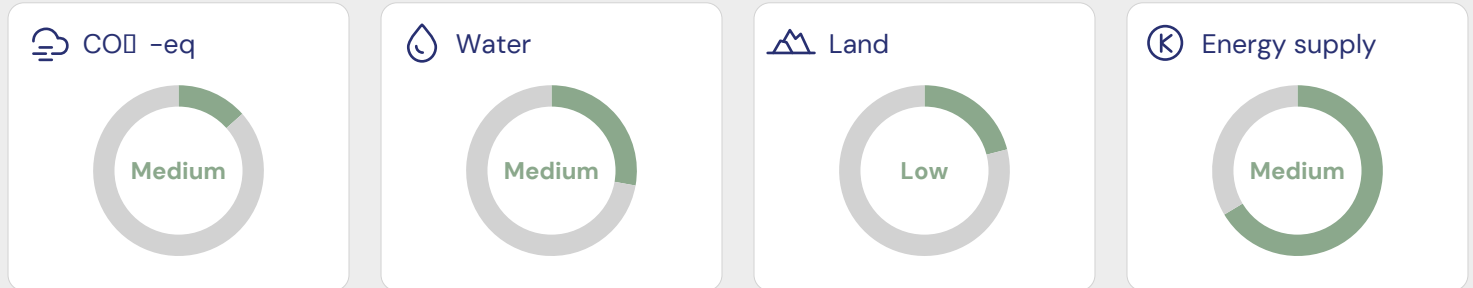 CO▯ -eq
Water
Land
Energy supply
Medium
Medium
Low
Medium